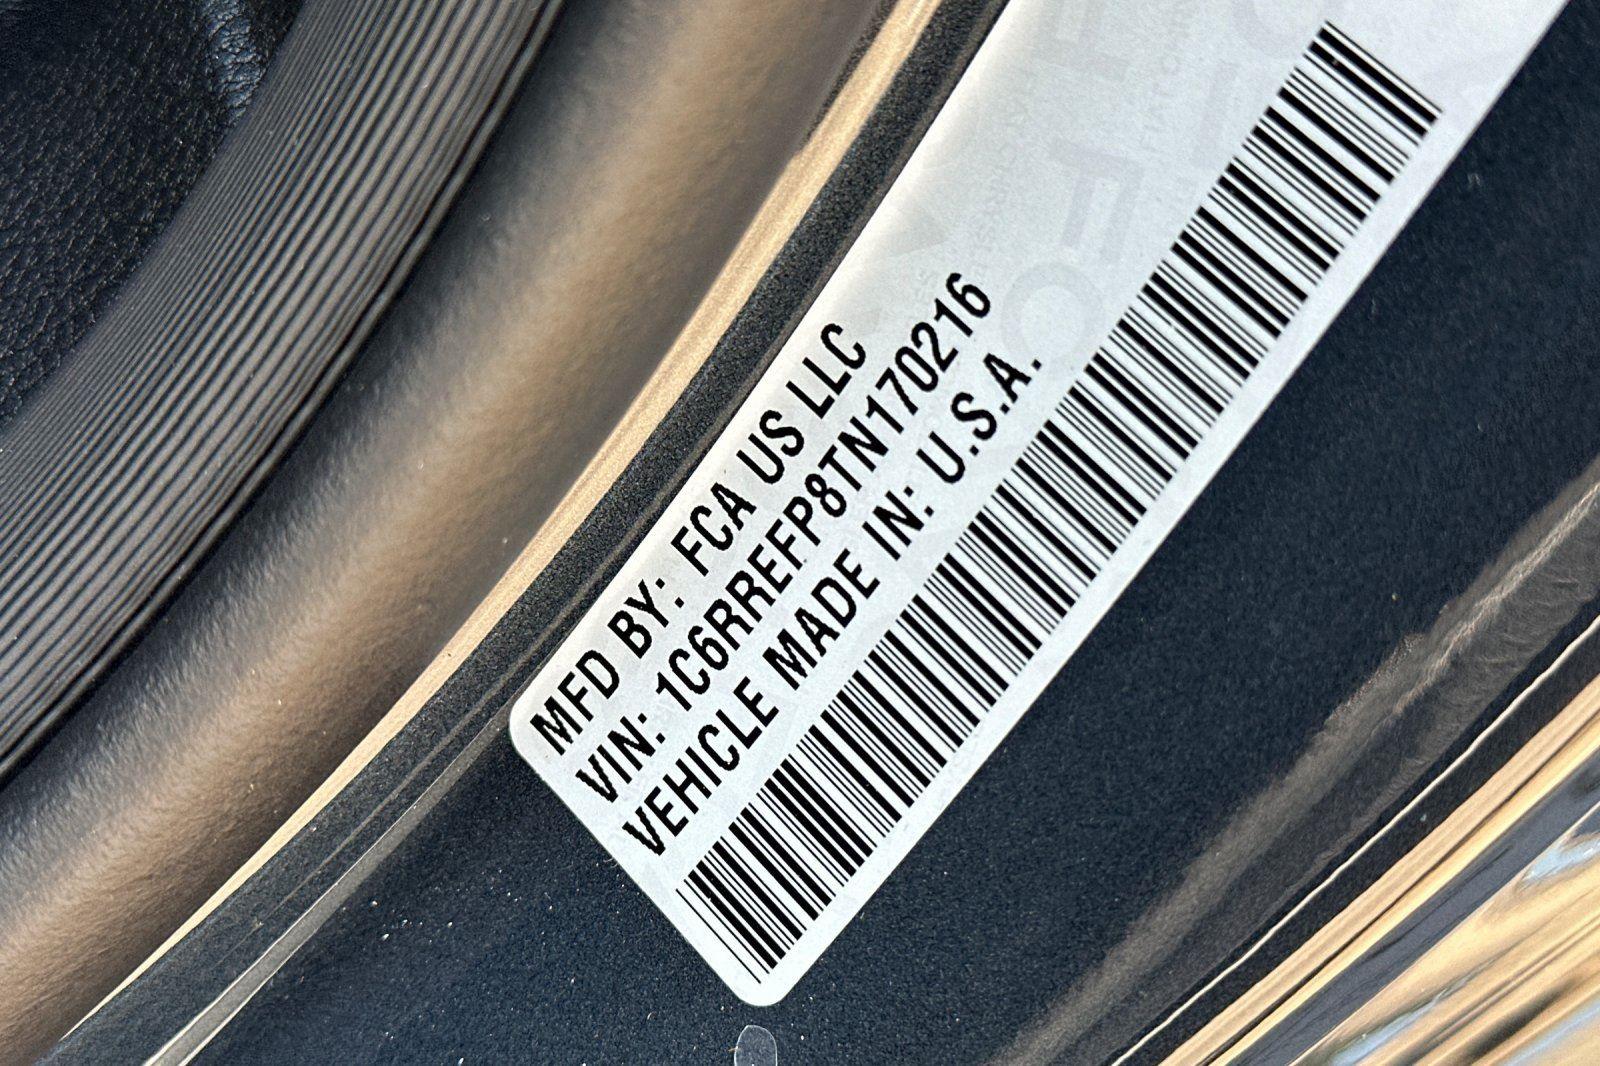 MFD BY: FCA US LLC
VIN: 1C6RREFP8TN170216
VEHICLE MADE IN: U.S.A.